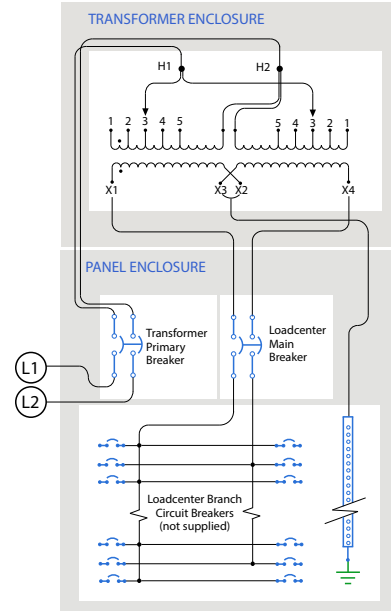 TRANSFORMER ENCLOSURE
H1 H2
1 2 3 4 5 5 4 3 2 1
X1 X3 X2 X4
PANEL ENCLOSURE
Transformer
Primary
Breaker
Loadcenter
Main
Breaker
L1
L2
Loadcenter Branch
Circuit Breakers
(not supplied)